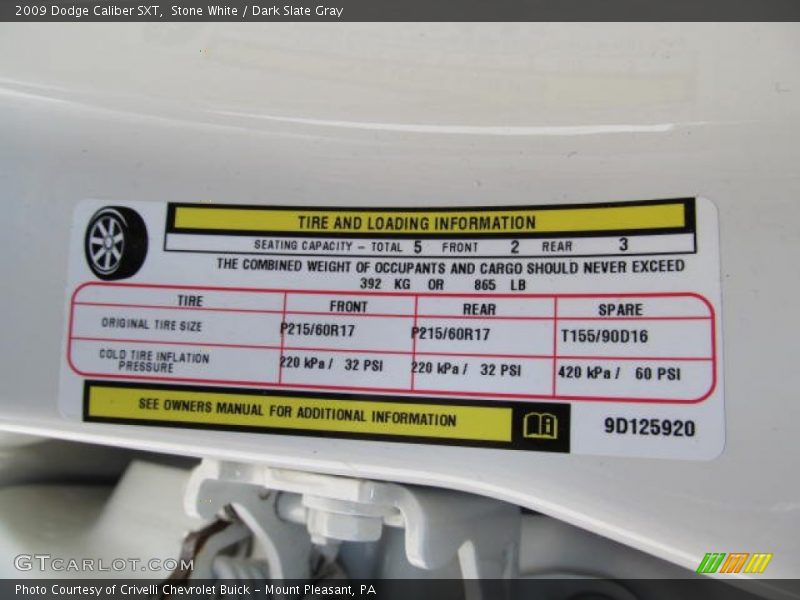 2009 Dodge Caliber SXT, Stone White / Dark Slate Gray
TIRE AND LOADING INFORMATION
SEATING CAPACITY – TOTAL 5 FRONT 2 REAR 3
THE COMBINED WEIGHT OF OCCUPANTS AND CARGO SHOULD NEVER EXCEED
392 KG OR 865 LB
TIRE FRONT REAR SPARE
ORIGINAL TIRE SIZE P215/60R17 P215/60R17 T155/90D16
COLD TIRE INFLATION
PRESSURE 220 kPa / 32 PSI 220 kPa / 32 PSI 420 kPa / 60 PSI
SEE OWNERS MANUAL FOR ADDITIONAL INFORMATION
9D125920
GTCARLOT.COM
Photo Courtesy of Crivelli Chevrolet Buick – Mount Pleasant, PA